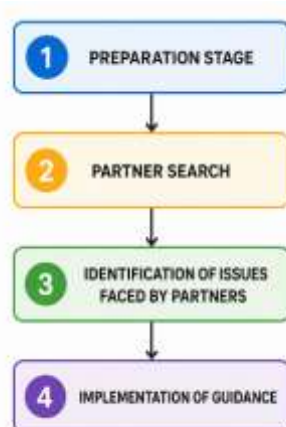 1 PREPARATION STAGE
2 PARTNER SEARCH
3 IDENTIFICATION OF ISSUES
FACED BY PARTNERS
4 IMPLEMENTATION OF GUIDANCE